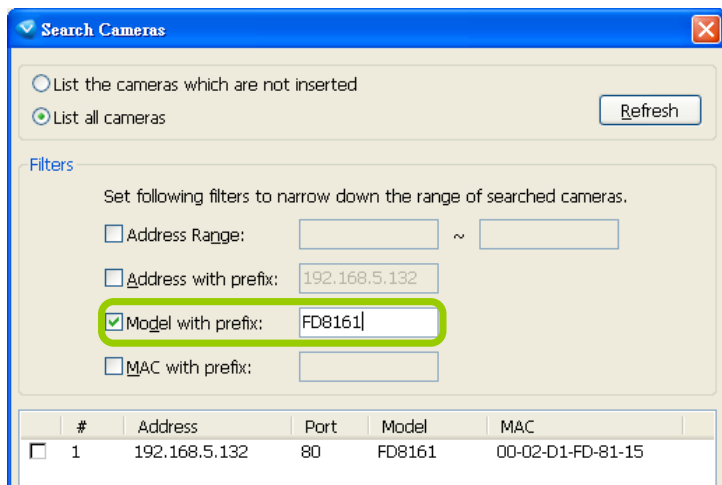 Search Cameras
List the cameras which are not inserted
List all cameras
Refresh
Filters
Set following filters to narrow down the range of searched cameras.
Address Range: ~
Address with prefix: 192.168.5.132
Model with prefix: FD8161
MAC with prefix:
# Address Port Model MAC
1 192.168.5.132 80 FD8161 00-02-D1-FD-81-15